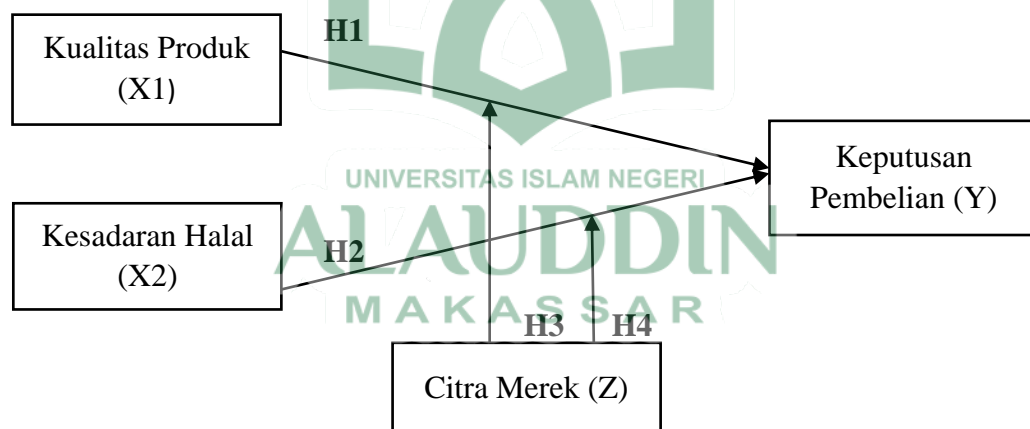 H1
Kualitas Produk
(X1)
Keputusan
Pembelian (Y)
UNIVERSITAS ISLAM NEGERI
Kesadaran Halal
(X2)
H2
ALAUDDIN
MAKASSAR
H3 H4
Citra Merek (Z)